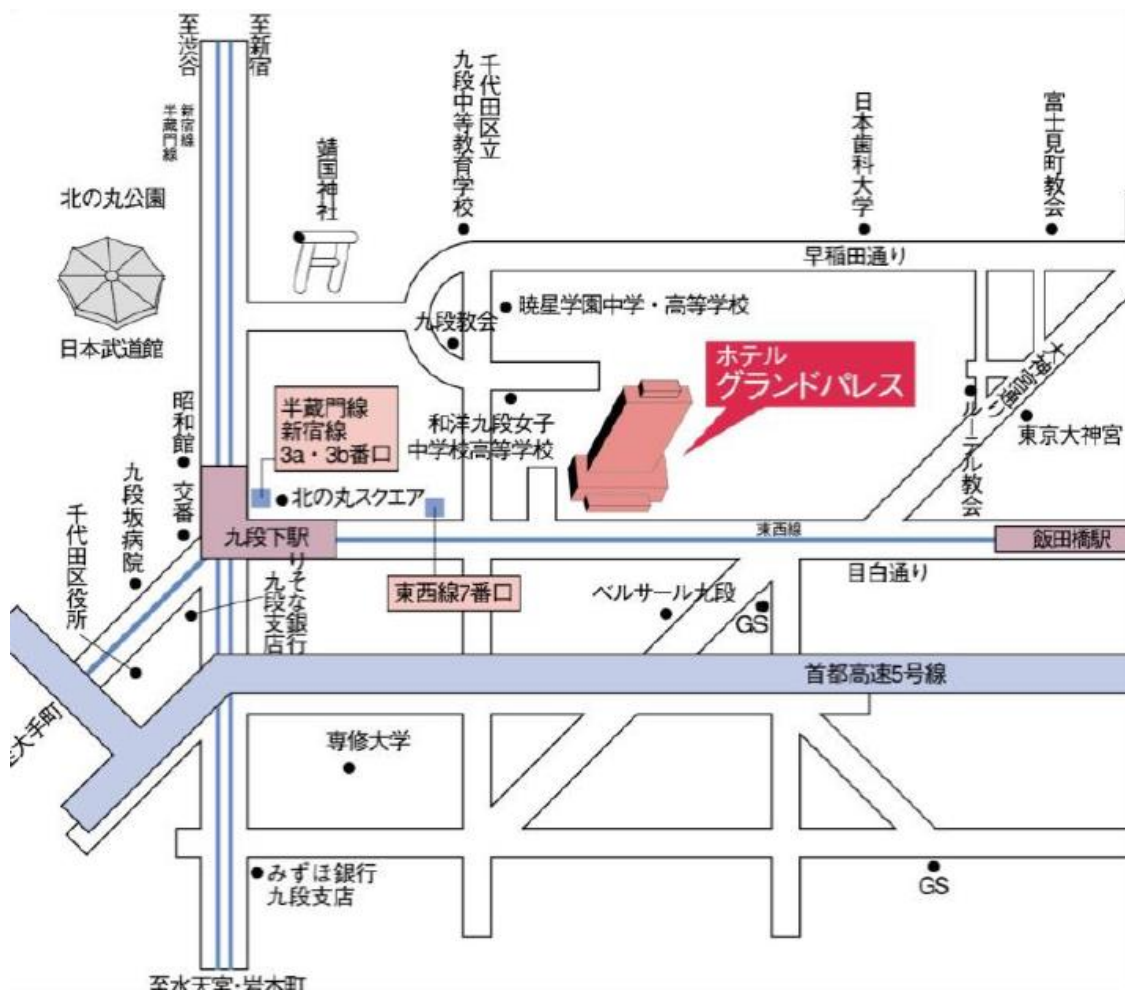 至渋谷
至新宿
新宿線
半蔵門線
北の丸公園
日本武道館
靖国神社
千代田区立
九段中等教育学校
日本歯科大学
富士見町教会
早稲田通り
暁星学園中学・高等学校
九段教会
ホテル
グランドパレス
大神宮通り
東京大神宮
ルーテル教会
和洋九段女子
中学校高等学校
半蔵門線
新宿線
3a・3b番口
昭和館
交番
九段坂病院
千代田区役所
北の丸スクエア
九段下駅
東西線
飯田橋駅
目白通り
りそな銀行
九段支店
東西線7番口
ベルサール九段
GS
首都高速5号線
大手町
専修大学
みずほ銀行
九段支店
GS
至水天宮・岩本町